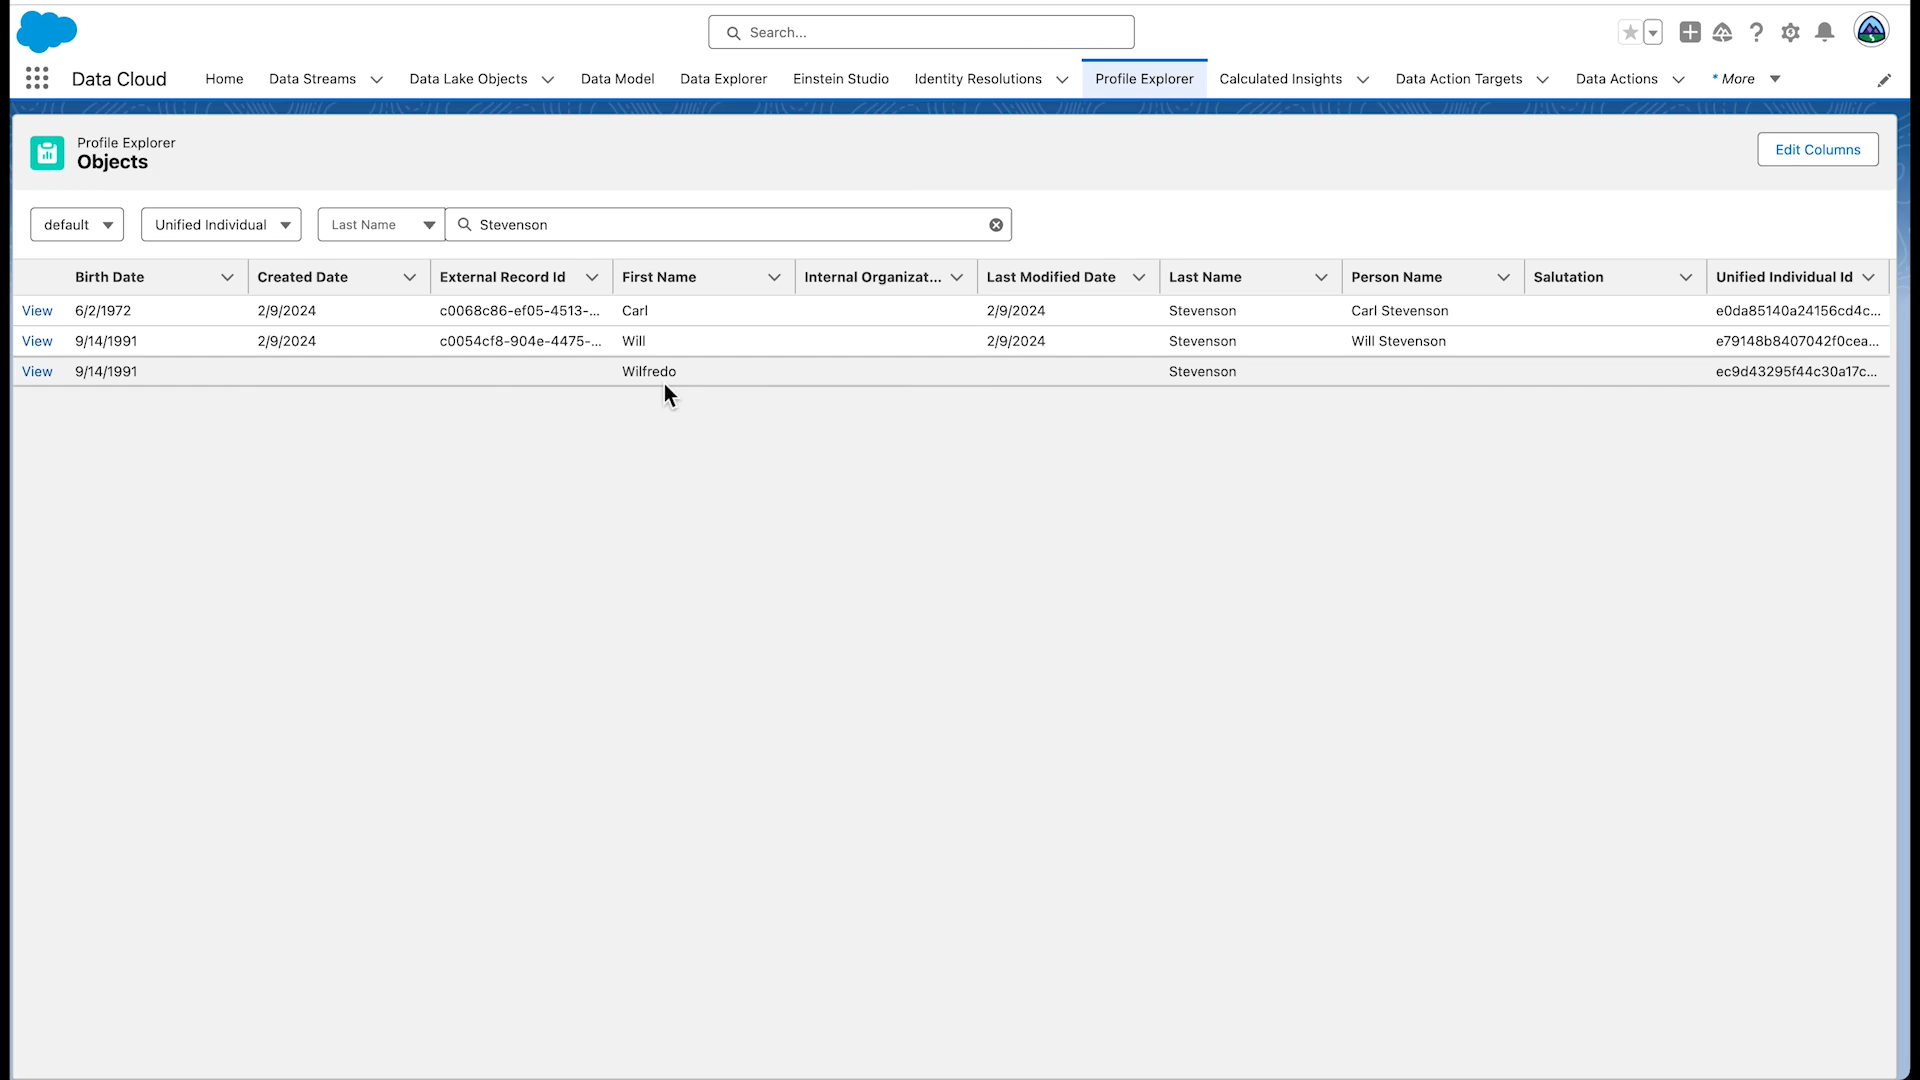 Search...
Data Cloud Home Data Streams Data Lake Objects Data Model Data Explorer Einstein Studio Identity Resolutions Profile Explorer Calculated Insights Data Action Targets Data Actions * More
Profile Explorer
Objects
Edit Columns
default Unified Individual Last Name Stevenson
Birth Date Created Date External Record Id First Name Internal Organizat... Last Modified Date Last Name Person Name Salutation Unified Individual Id
View 6/2/1972 2/9/2024 c0068c86-ef05-4513-... Carl 2/9/2024 Stevenson Carl Stevenson e0da85140a24156cd4c...
View 9/14/1991 2/9/2024 c0054cf8-904e-4475-... Will 2/9/2024 Stevenson Will Stevenson e79148b8407042f0cea...
View 9/14/1991 Wilfredo Stevenson ec9d43295f44c30a17c...